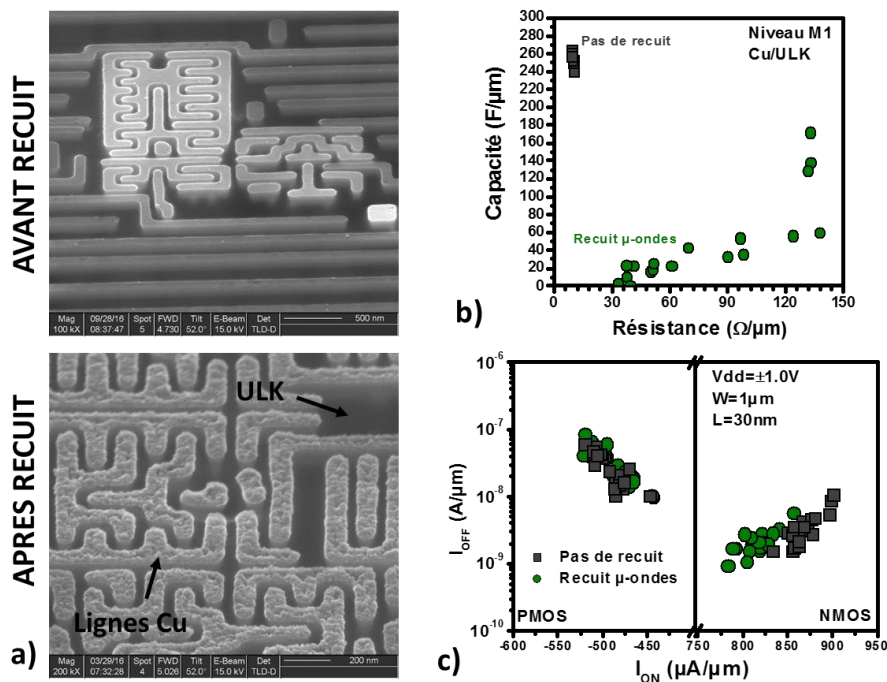 AVANT RECUIT
Mag 09/28/16 Spot FWD Tilt E-Beam Det 500 nm
100 kX 08:37:47 5 4.730 52.0° 15.0 kV TLD-D
APRES RECUIT
ULK
Lignes Cu
a)
Mag 03/29/16 Spot FWD Tilt E-Beam Det 200 nm
200 kX 07:32:28 4 5.026 52.0° 15.0 kV TLD-D
Capacité (F/µm)
300
280
260
240
220
200
180
160
140
120
100
80
60
40
20
0
Pas de recuit
Niveau M1
Cu/ULK
Recuit µ-ondes
0 30 60 90 120 150
b)
Résistance (Ω/µm)
I_OFF (A/µm)
10⁻⁶
10⁻⁷
10⁻⁸
10⁻⁹
10⁻¹⁰
Vdd=±1.0V
W=1µm
L=30nm
Pas de recuit
Recuit µ-ondes
PMOS
NMOS
-600 -500 -450 750 800 850 900 950
c)
I_ON (µA/µm)